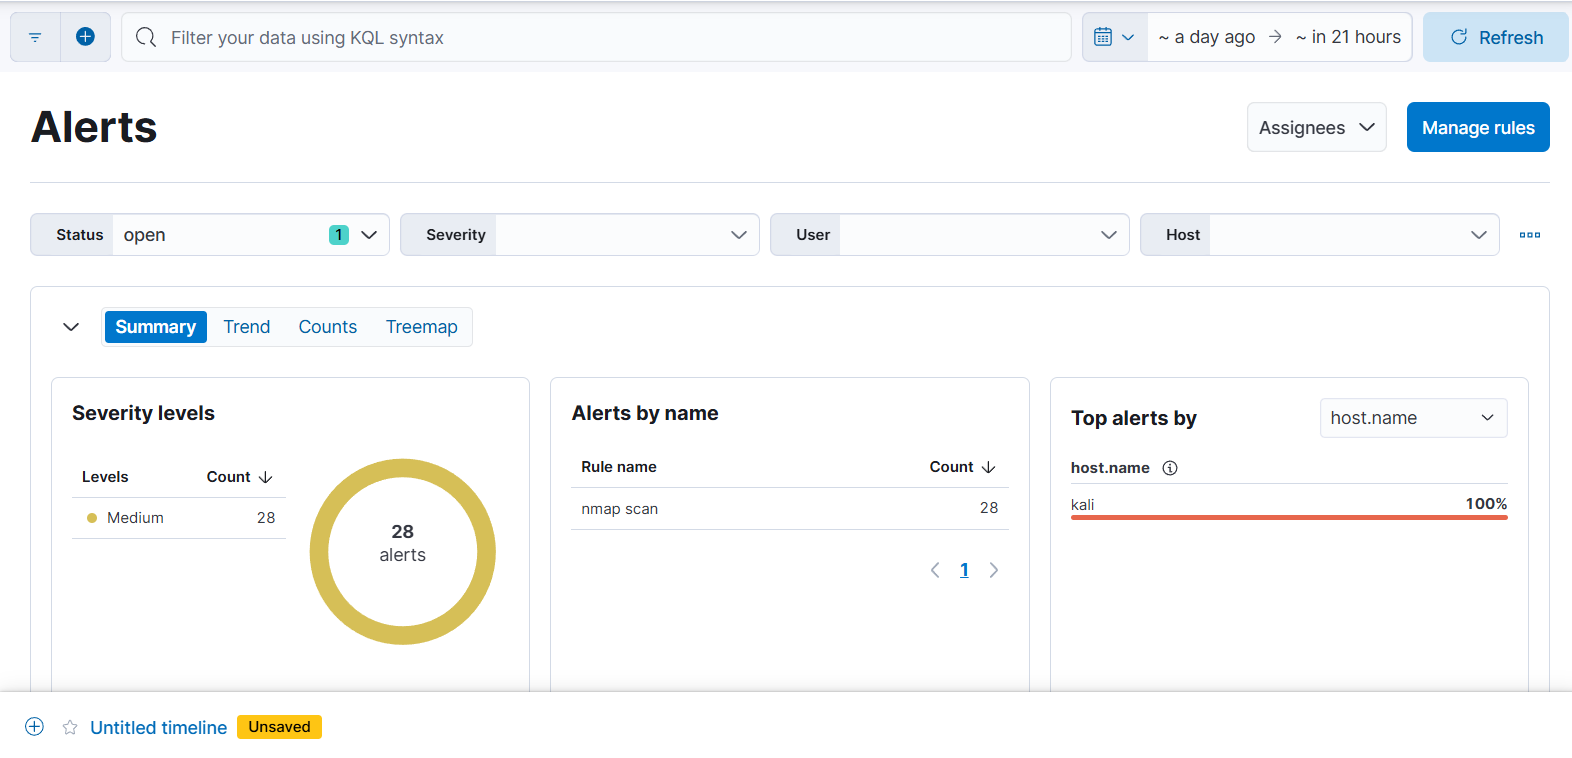 Filter your data using KQL syntax
~ a day ago → ~ in 21 hours
Refresh
Alerts
Assignees
Manage rules
Status open 1
Severity
User
Host
Summary Trend Counts Treemap
Severity levels
Levels Count ↓
Medium 28
28
alerts
Alerts by name
Rule name Count ↓
nmap scan 28
1
Top alerts by host.name
host.name
kali 100%
Untitled timeline Unsaved